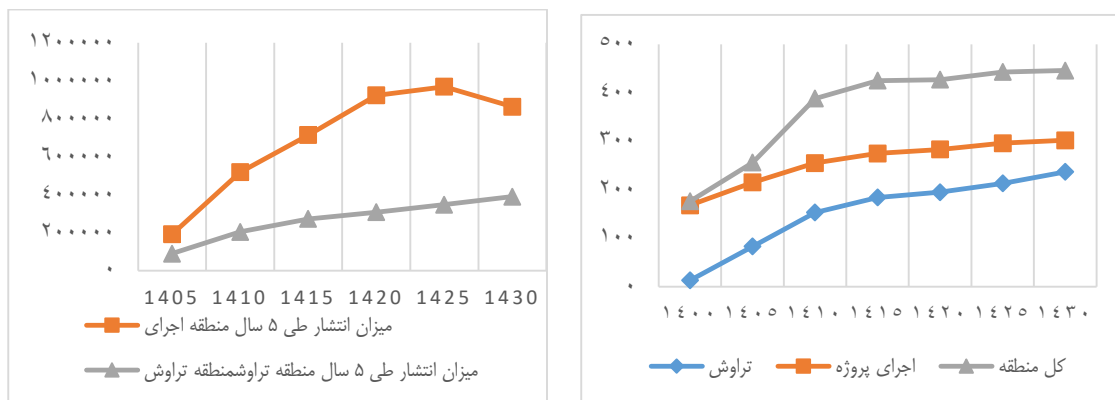 ۱۲۰۰۰۰۰
۱۰۰۰۰۰۰
۸۰۰۰۰۰
۶۰۰۰۰۰
۴۰۰۰۰۰
۲۰۰۰۰۰
۰
1405 1410 1415 1420 1425 1430
میزان انتشار طی ۵ سال منطقه اجرای
میزان انتشار طی ۵ سال منطقه تراوشمنطقه تراوش
۵۰۰
۴۰۰
۳۰۰
۲۰۰
۱۰۰
۰
۱۴۰۰ ۱۴۰۵ ۱۴۱۰ ۱۴۱۵ ۱۴۲۰ ۱۴۲۵ ۱۴۳۰
تراوش اجرای پروژه کل منطقه